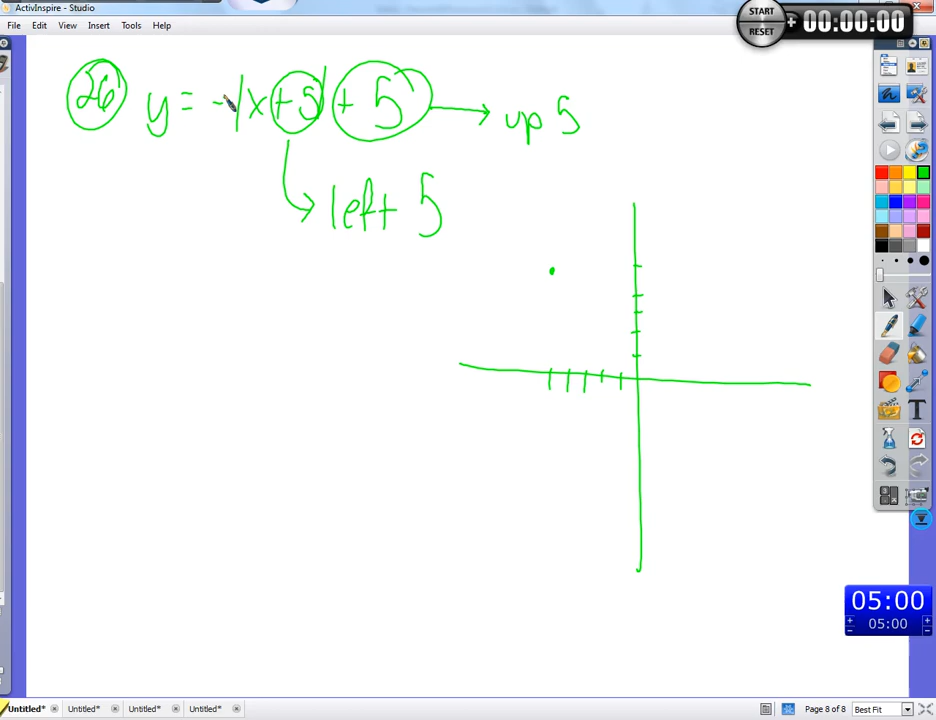 ActivInspire - Studio
START
RESET
+ 00:00:00
File Edit View Insert Tools Help
26 y = -|x + 5| + 5 → up 5
left 5
05:00
+ 05:00 +
Untitled* Untitled* Untitled* Untitled* Page 8 of 8 Best Fit